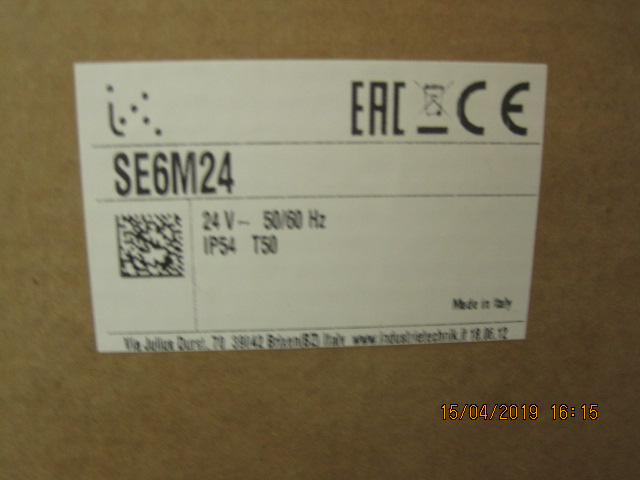 EAC CE
SE6M24
24 V~ 50/60 Hz
IP54 T50
Made in Italy
Via Julius Durst, 70 39042 Brixen(BZ) Italy www.industrietechnik.it 18.06.12
15/04/2019 16:15